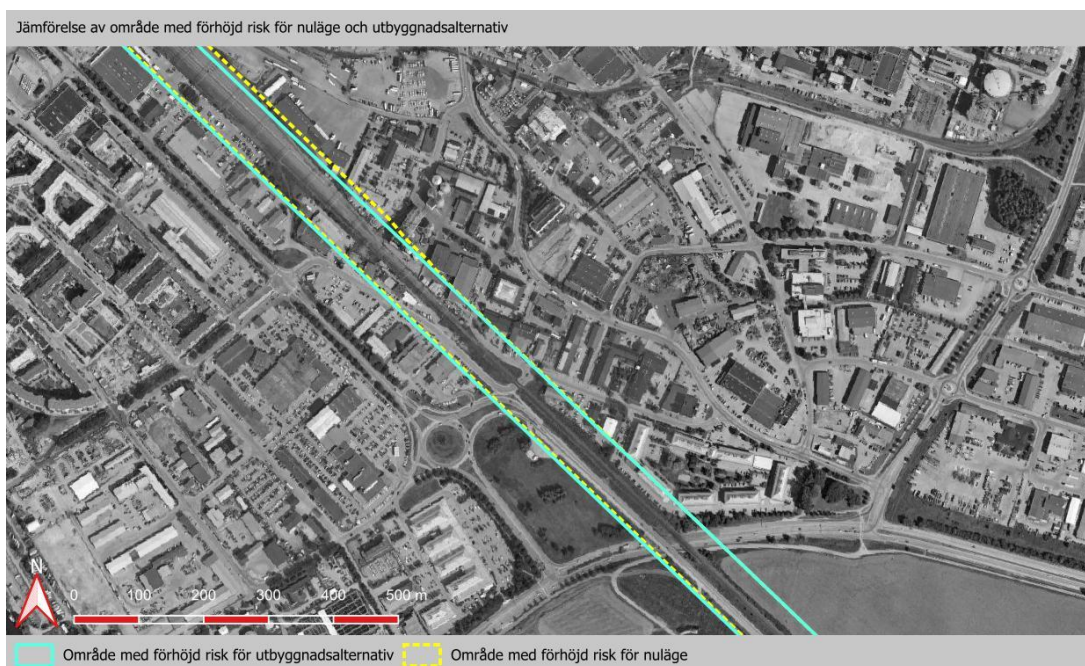 Jämförelse av område med förhöjd risk för nuläge och utbyggnadsalternativ
N
0 100 200 300 400 500 m
Område med förhöjd risk för utbyggnadsalternativ Område med förhöjd risk för nuläge